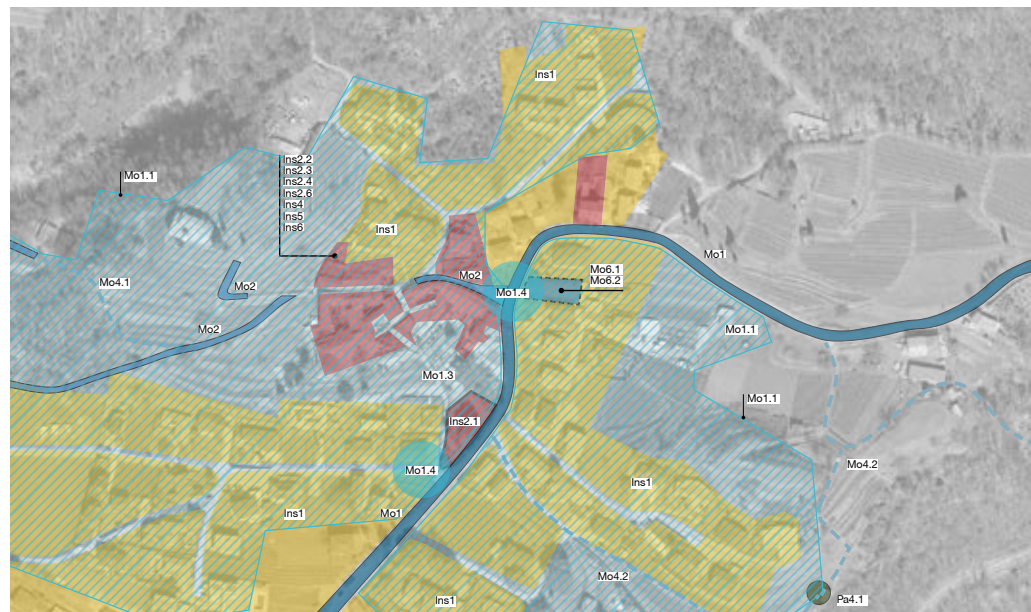 Ins1
Ins2.2
Ins2.3
Ins2.4
Ins2.6
Ins4
Ins5
Ins6
Mo1.1
Ins1
Mo1
Mo4.1
Mo2
Mo2
Mo6.1
Mo6.2
Mo1.4
Mo2
Mo1.1
Mo1.3
Mo1.1
Ins2.1
Mo1.4
Mo4.2
Ins1
Ins1
Mo1
Mo4.2
Ins1
Pa4.1